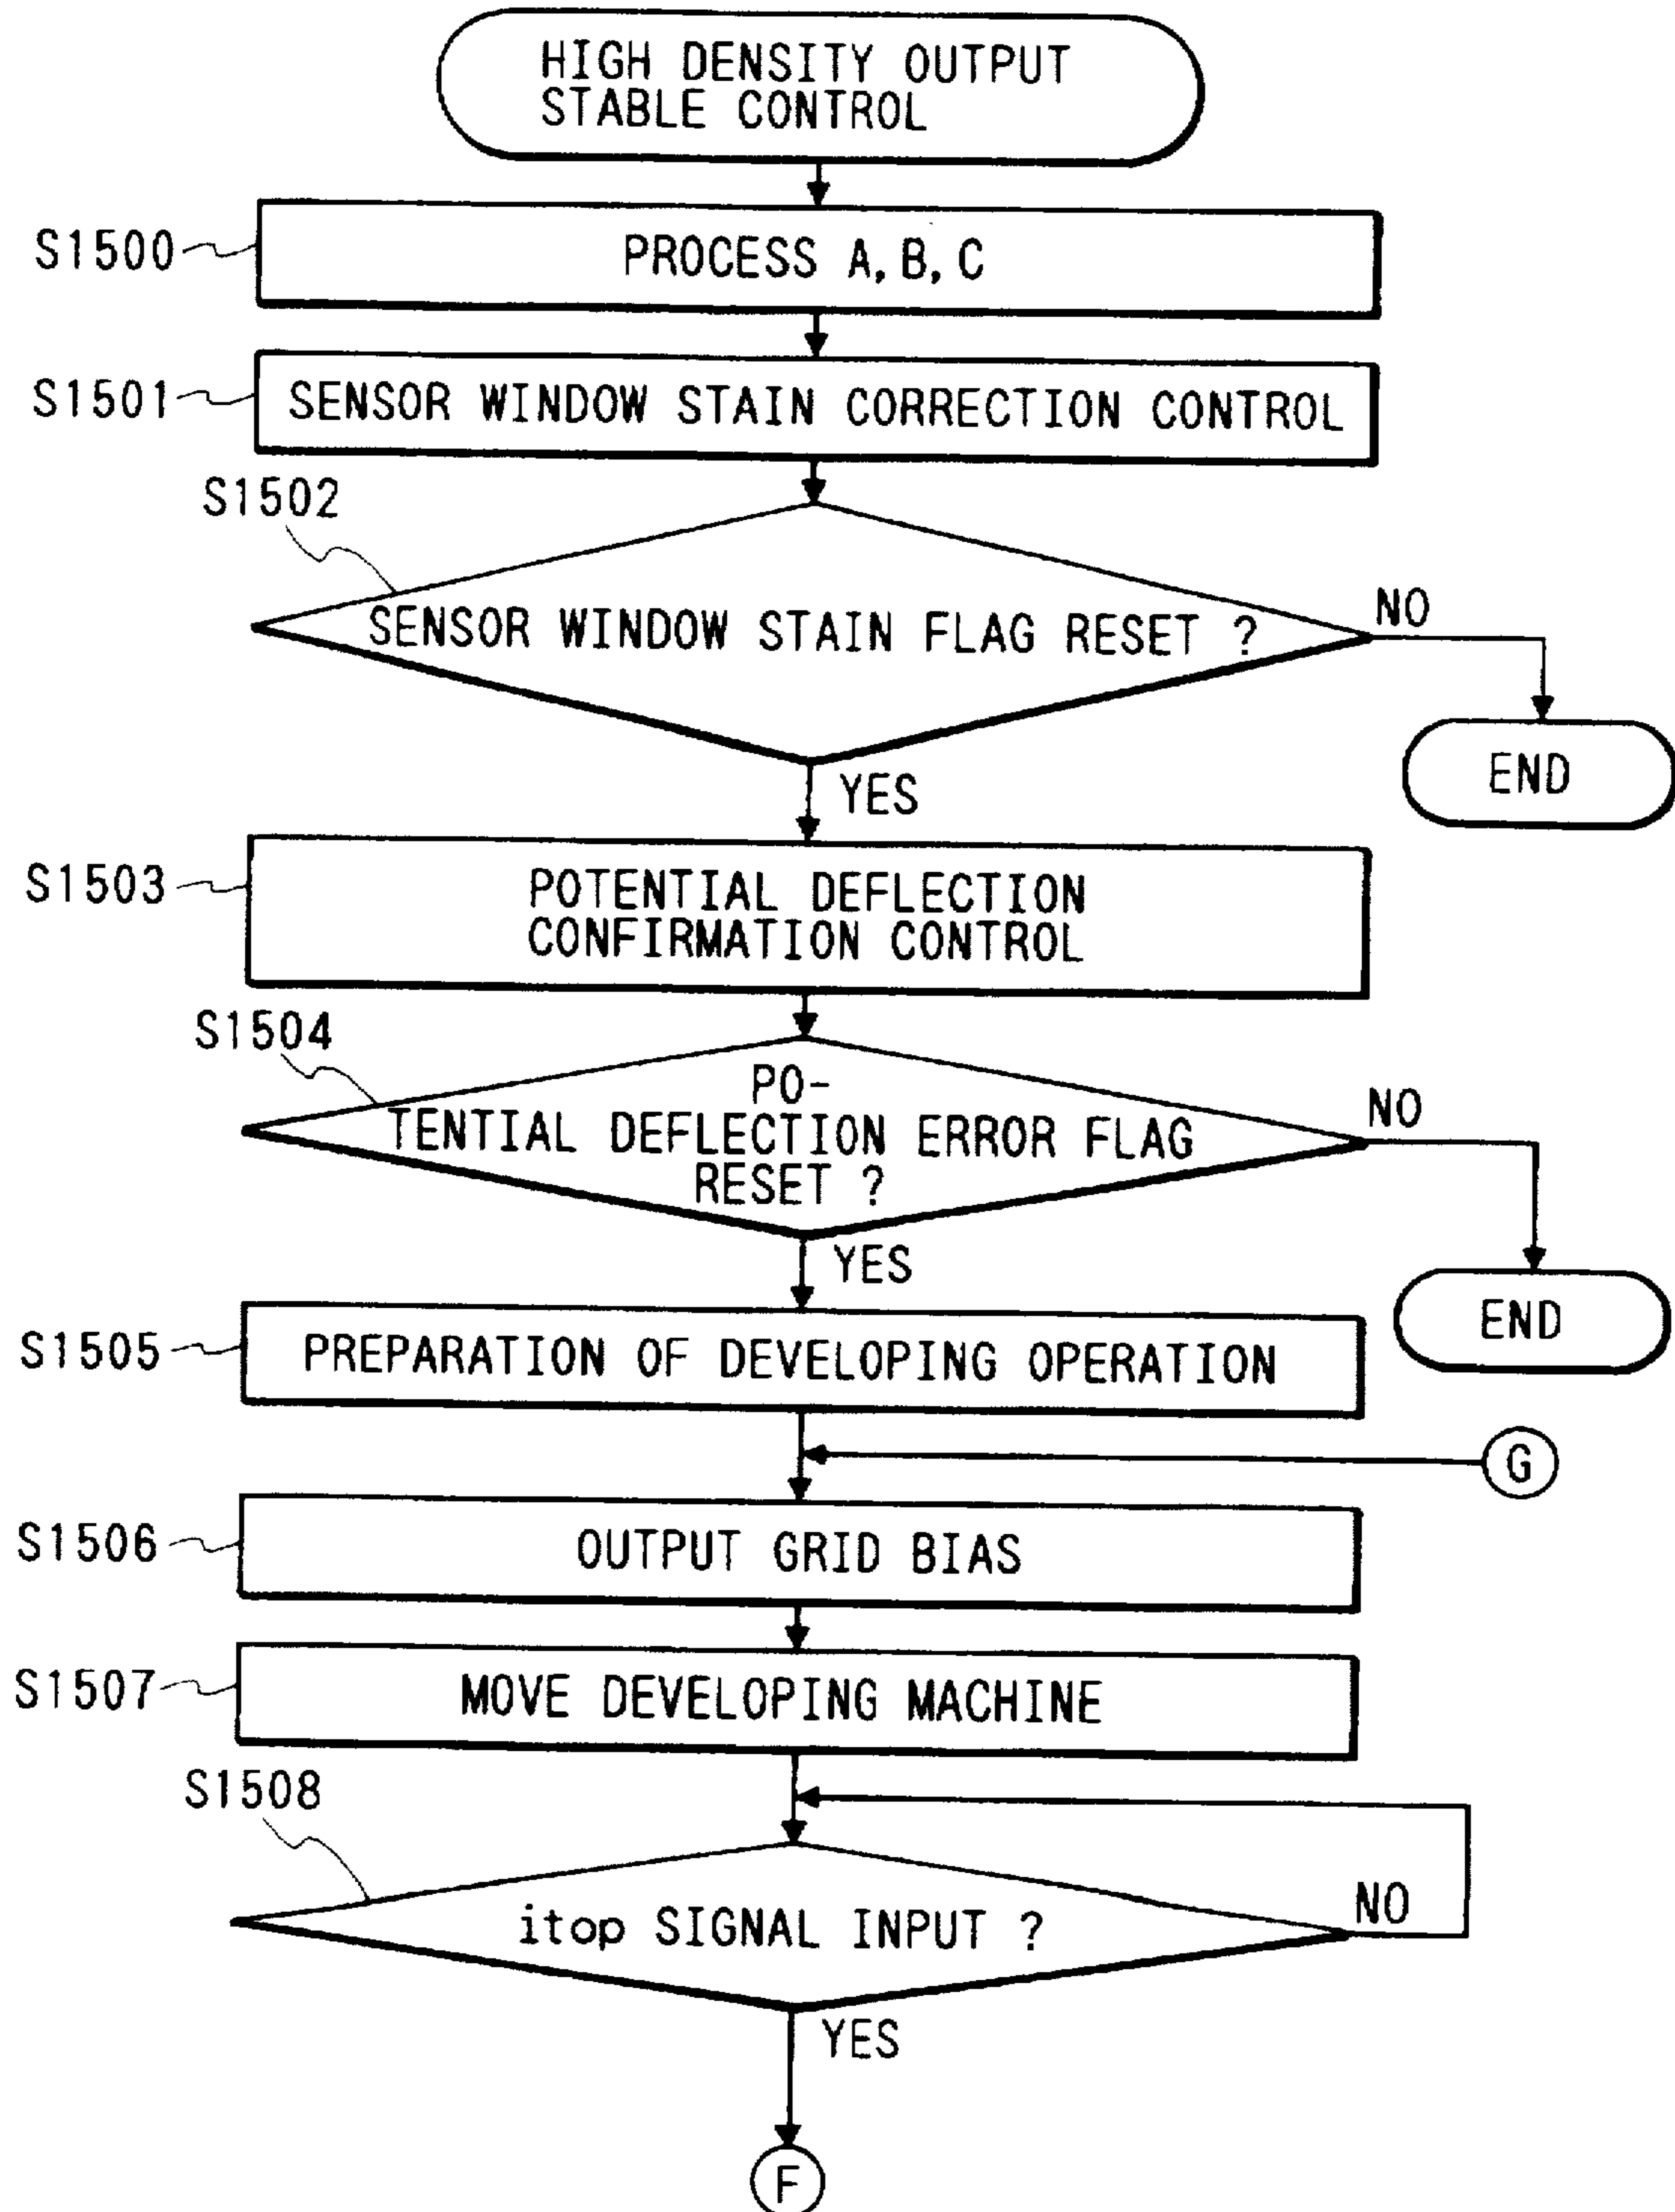 HIGH DENSITY OUTPUT
STABLE CONTROL
S1500
PROCESS A, B, C
S1501
SENSOR WINDOW STAIN CORRECTION CONTROL
S1502
SENSOR WINDOW STAIN FLAG RESET ?
NO
END
YES
S1503
POTENTIAL DEFLECTION
CONFIRMATION CONTROL
S1504
PO-
TENTIAL DEFLECTION ERROR FLAG
RESET ?
NO
END
YES
S1505
PREPARATION OF DEVELOPING OPERATION
G
S1506
OUTPUT GRID BIAS
S1507
MOVE DEVELOPING MACHINE
S1508
itop SIGNAL INPUT ?
NO
YES
F